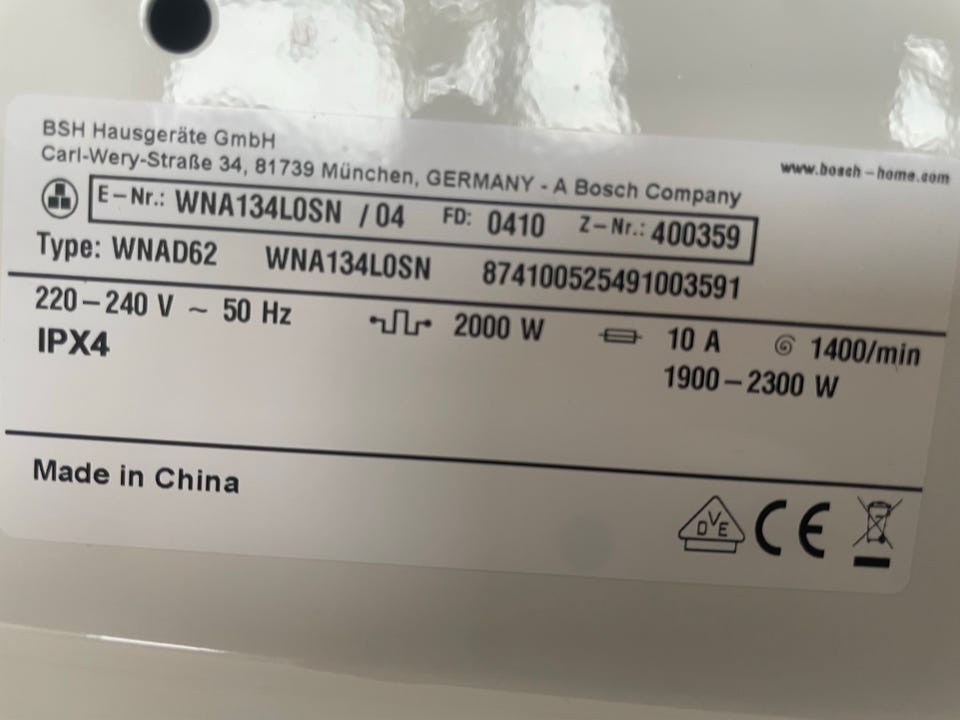 BSH Hausgeräte GmbH
Carl-Wery-Straße 34, 81739 München, GERMANY - A Bosch Company
www.bosch-home.com
E-Nr.: WNA134L0SN /04 FD: 0410 Z-Nr.: 400359
Type: WNAD62 WNA134L0SN 874100525491003591
220-240 V ~ 50 Hz 2000 W 10 A 1400/min
IPX4 1900-2300 W
Made in China
DVE CE